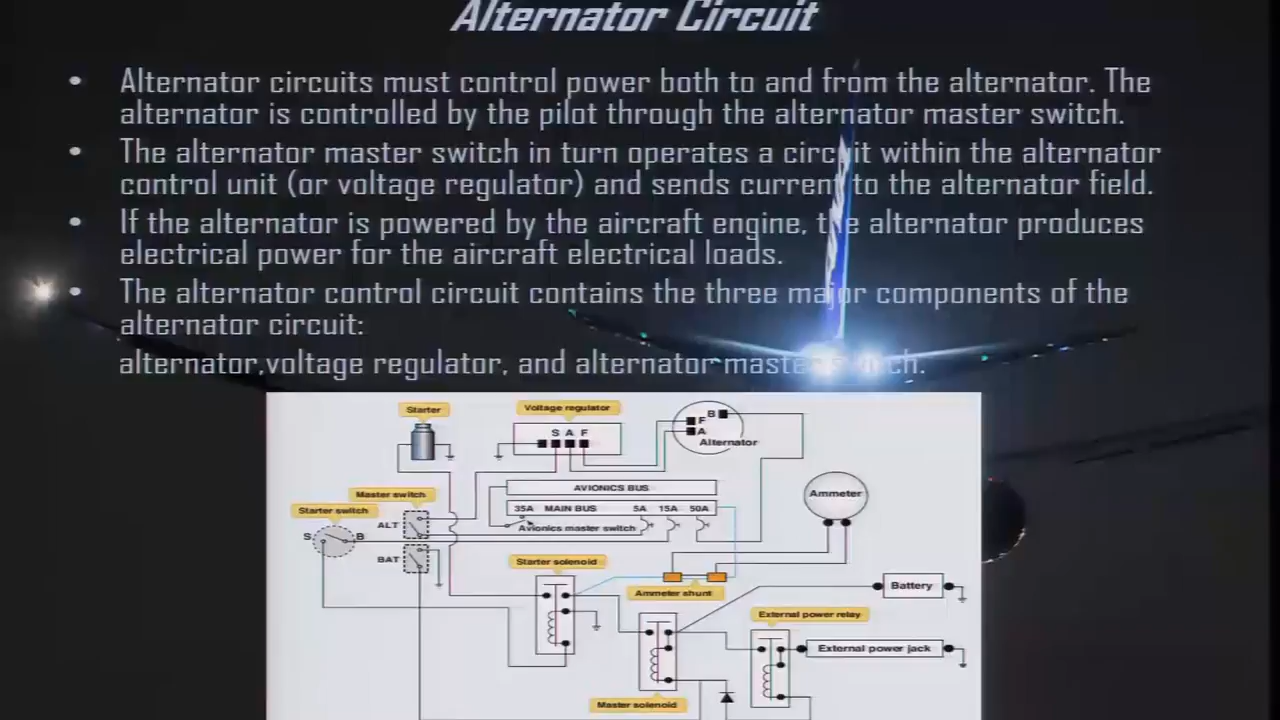 Alternator Circuit
• Alternator circuits must control power both to and from the alternator. The
alternator is controlled by the pilot through the alternator master switch.
• The alternator master switch in turn operates a circuit within the alternator
control unit (or voltage regulator) and sends current to the alternator field.
• If the alternator is powered by the aircraft engine, the alternator produces
electrical power for the aircraft electrical loads.
• The alternator control circuit contains the three major components of the
alternator circuit:
alternator,voltage regulator, and alternator master switch.
Starter
Voltage regulator
S A F
B
F
A
Alternator
Master switch
Starter switch
ALT
S
B
BAT
AVIONICS BUS
35A MAIN BUS 5A 15A 50A
Avionics master switch
Ammeter
Starter solenoid
Ammeter shunt
Battery
External power relay
External power jack
Master solenoid